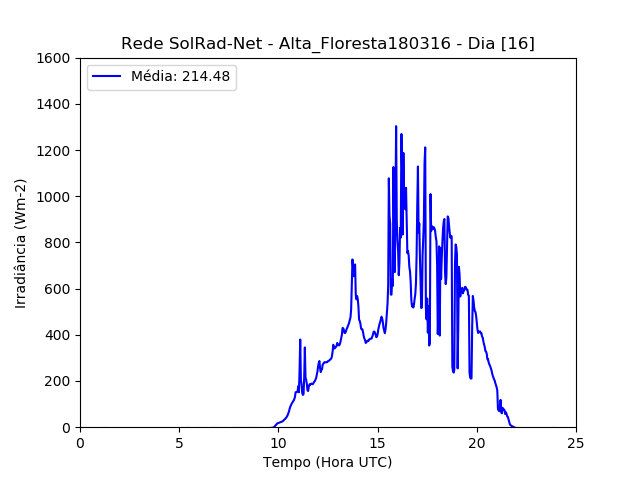 Rede SolRad-Net - Alta_Floresta180316 - Dia [16]
Média: 214.48
Irradiância (Wm-2)
1600
1400
1200
1000
800
600
400
200
0
0 5 10 15 20 25
Tempo (Hora UTC)